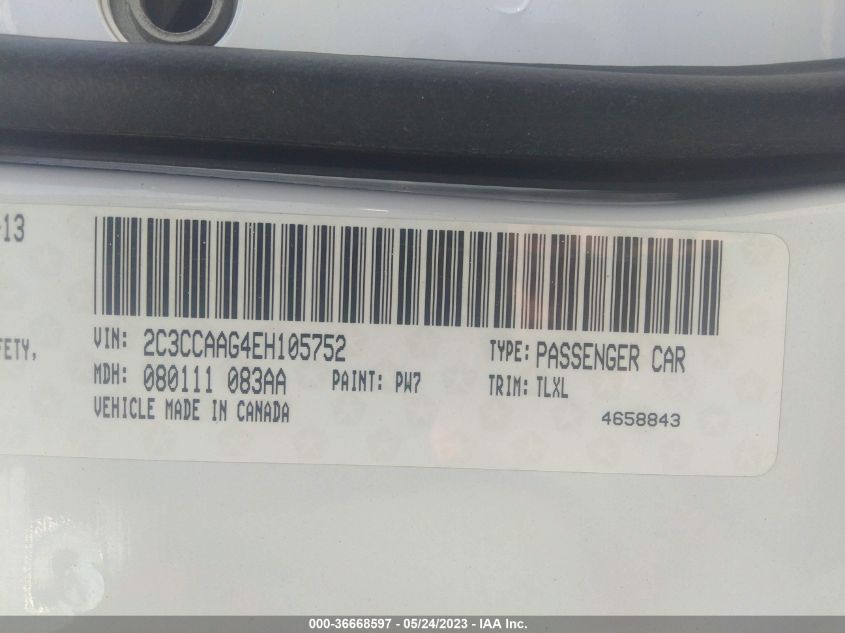 -13
VIN: 2C3CCAAG4EH105752
TYPE: PASSENGER CAR
FETY,
MDH: 080111 083AA
PAINT: PW7
TRIM: TLXL
VEHICLE MADE IN CANADA
4658843
000-36668597 - 05/24/2023 - IAA Inc.